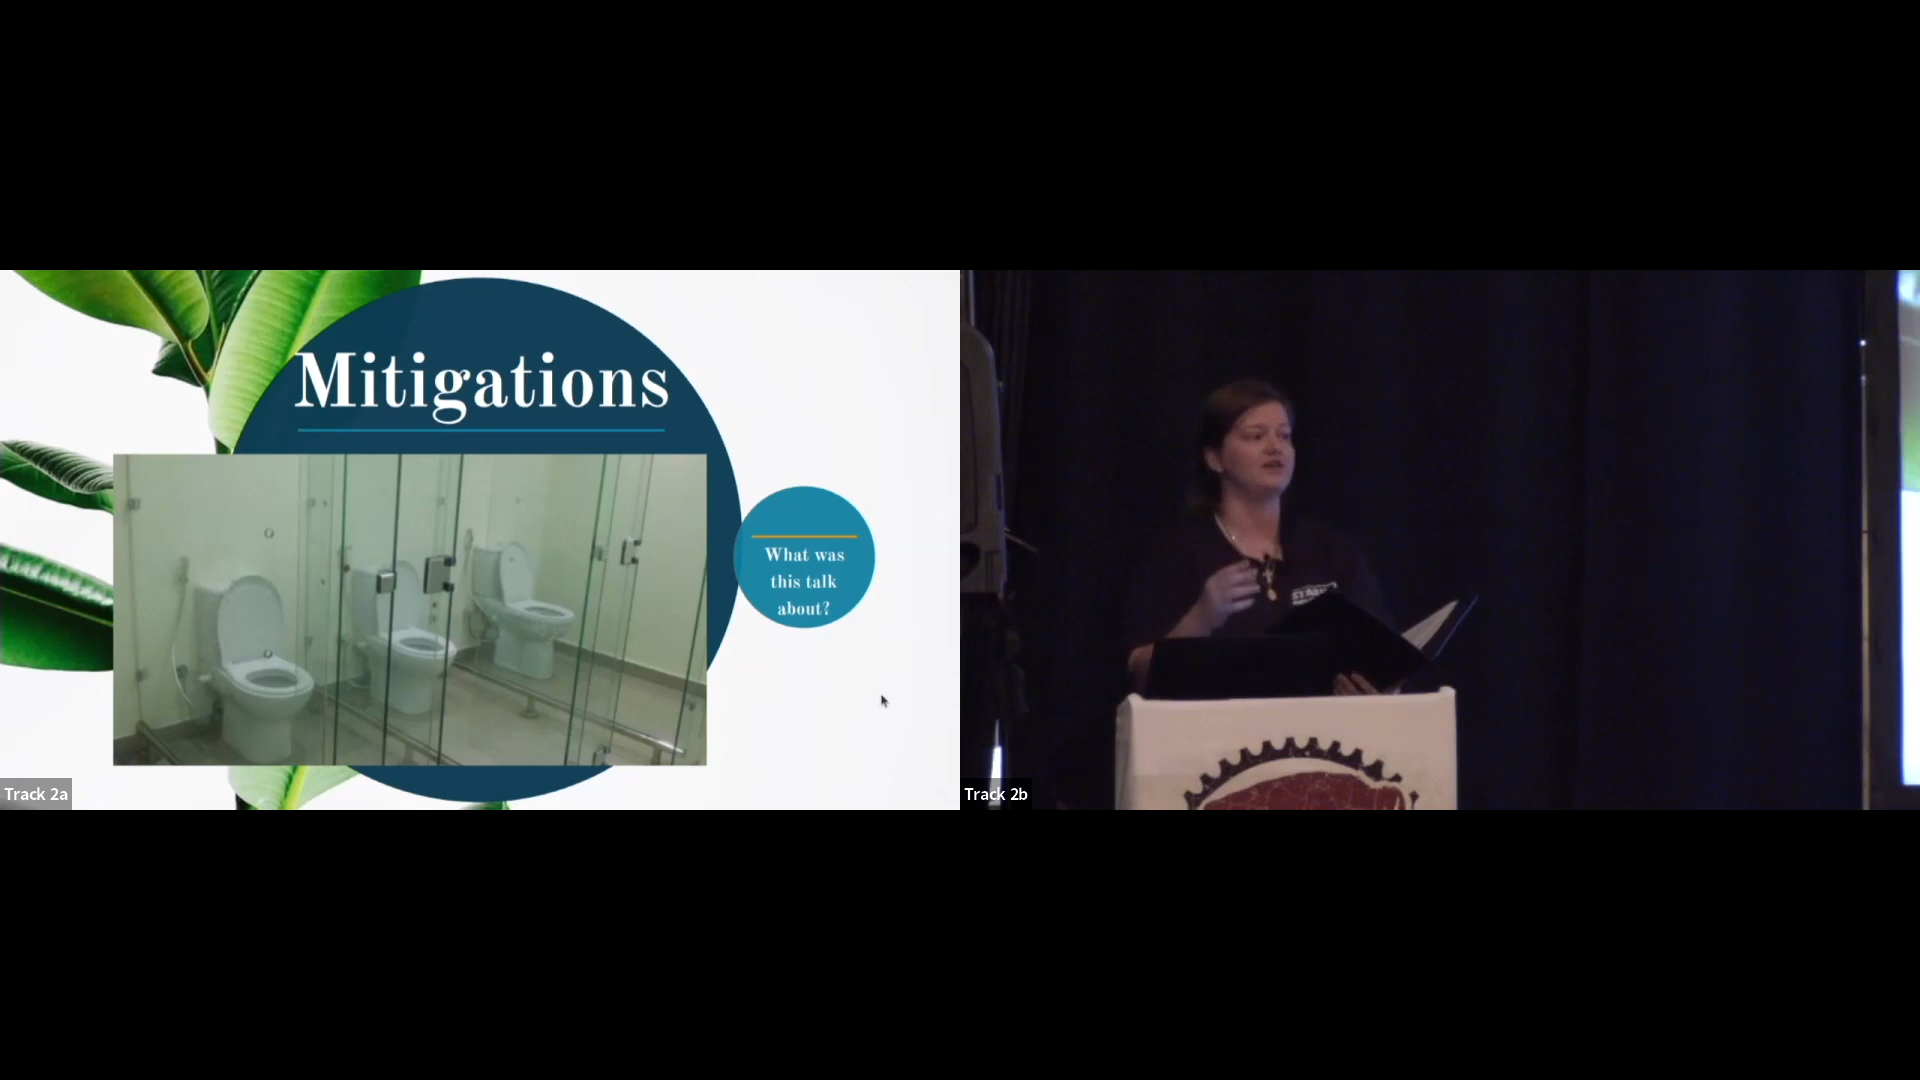 Mitigations
What was
this talk
about?
Track 2a
Track 2b